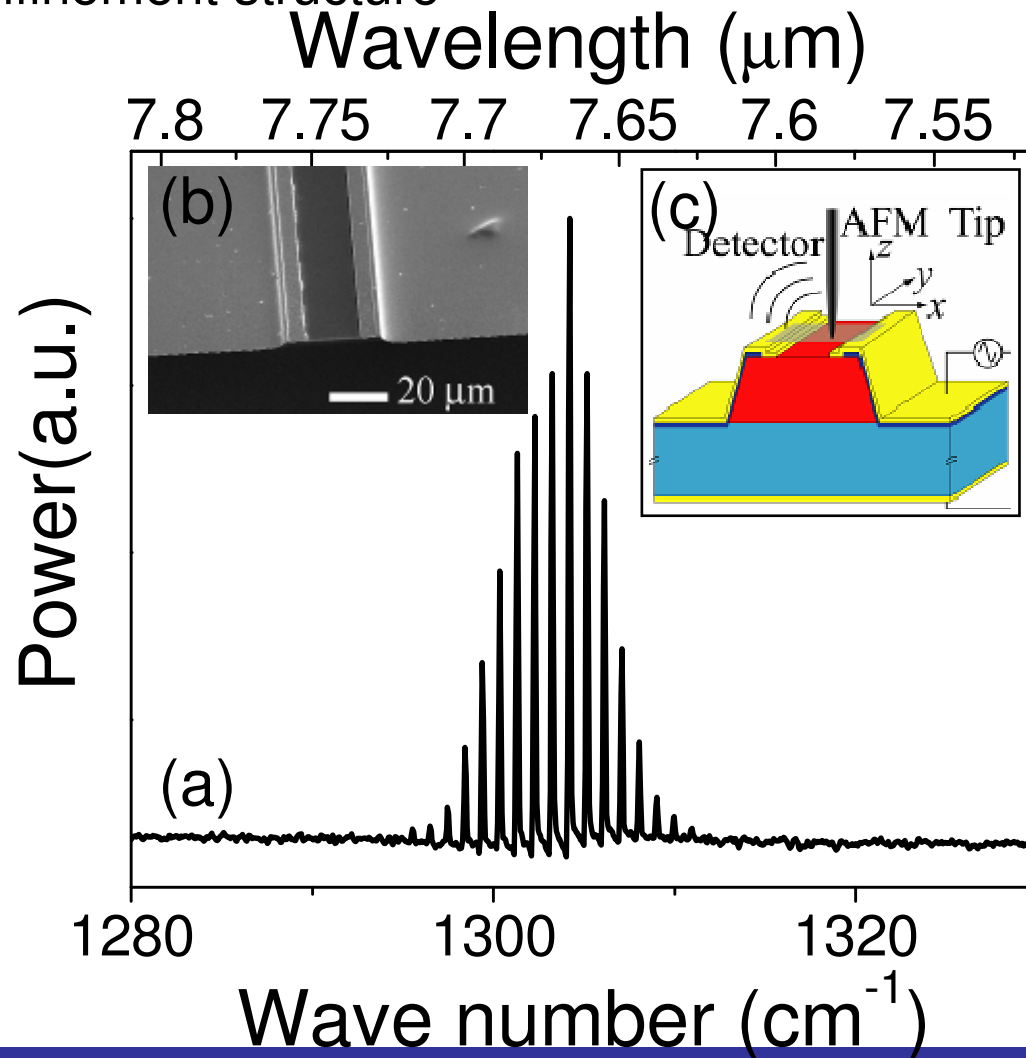 Wavelength (μm)
7.8 7.75 7.7 7.65 7.6 7.55
(b)
20 μm
(c)
Detector AFM Tip
z
y
x
Power(a.u.)
(a)
1280 1300 1320
Wave number (cm⁻¹)